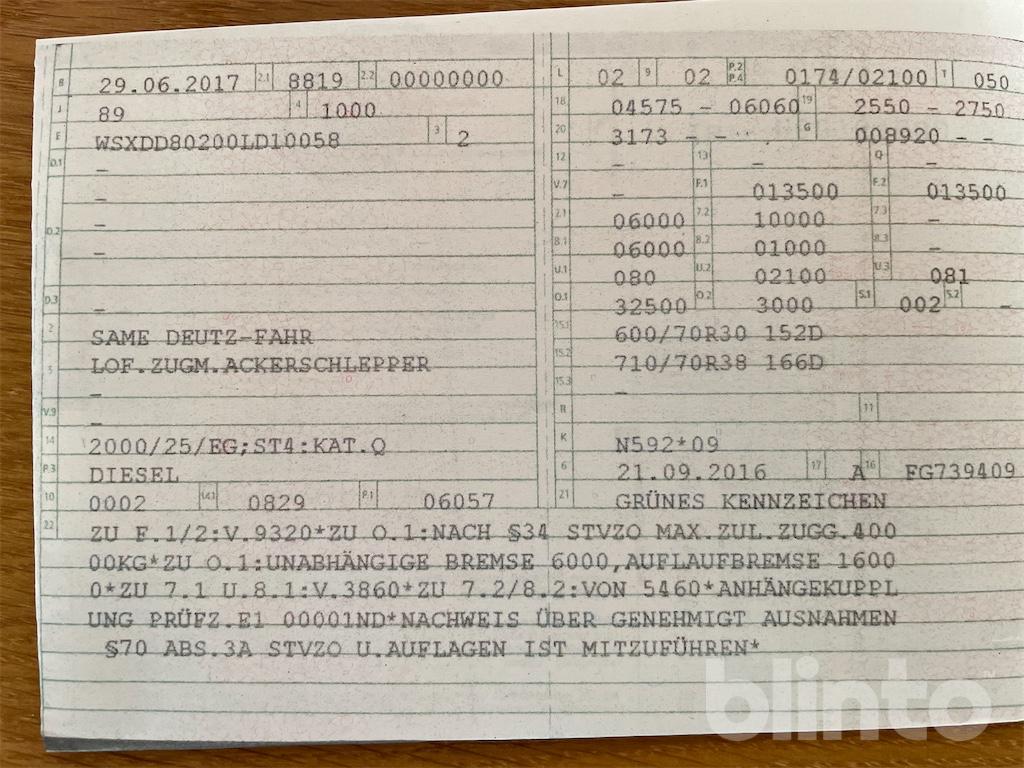 B 29.06.2017 2.1 8819 2.2 00000000
J 89 4 1000
E WSXDD80200LD10058 3 2
D.1 –
–
D.2 –
–
D.3 –
2 SAME DEUTZ-FAHR
5 LOF.ZUGM.ACKERSCHLEPPER
–
V.9 –
14 2000/25/EG;ST4:KAT.Q
P.3 DIESEL
10 0002 14.1 0829 P.1 06057
L 02 9 02 P.2 P.4 0174/02100 T 050
18 04575 – 06060 19 2550 – 2750
20 3173 – – G 008920 – –
12 – 13 – Q –
V.7 – F.1 013500 F.2 013500
7.1 06000 7.2 10000 7.3 –
8.1 06000 8.2 01000 8.3 –
U.1 080 U.2 02100 U.3 081
O.1 32500 O.2 3000 S.1 002 S.2 –
15.1 600/70R30 152D
15.2 710/70R38 166D
15.3 –
R 11
K N592*09
6 21.09.2016 17 A 16 FG739409
21 GRÜNES KENNZEICHEN
22 ZU F.1/2:V.9320*ZU O.1:NACH §34 STVZO MAX.ZUL.ZUGG.400
00KG*ZU O.1:UNABHÄNGIGE BREMSE 6000,AUFLAUFBREMSE 1600
0*ZU 7.1 U.8.1:V.3860*ZU 7.2/8.2:VON 5460*ANHÄNGEKUPPL
UNG PRÜFZ.E1 00001ND*NACHWEIS ÜBER GENEHMIGT AUSNAHMEN
§70 ABS.3A STVZO U.AUFLAGEN IST MITZUFÜHREN*
blinto